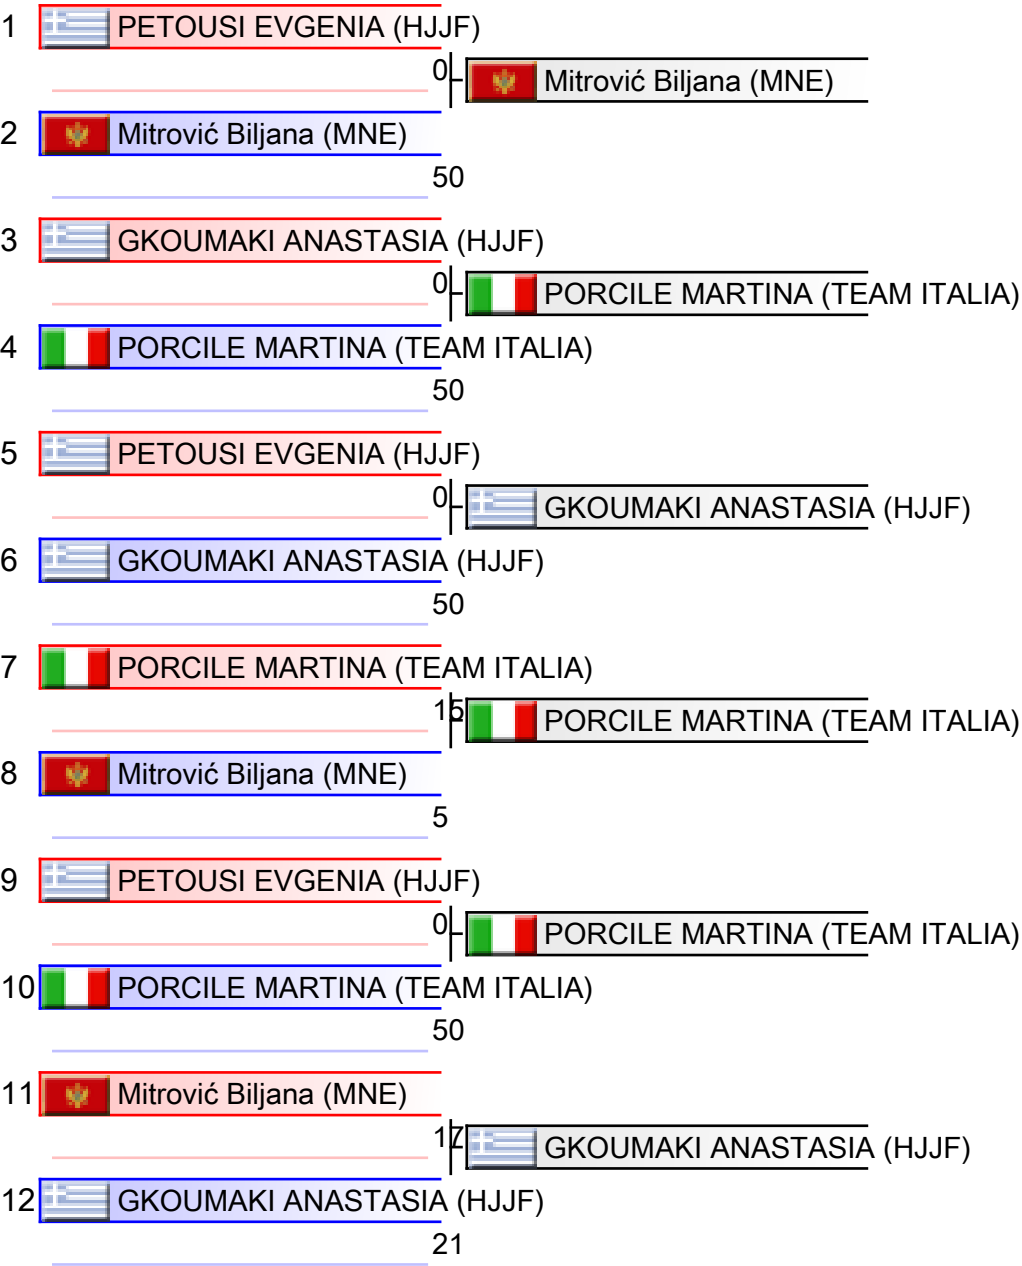 1 PETOUSI EVGENIA (HJJF)
0 Mitrović Biljana (MNE)
2 Mitrović Biljana (MNE)
50
3 GKOUMAKI ANASTASIA (HJJF)
0 PORCILE MARTINA (TEAM ITALIA)
4 PORCILE MARTINA (TEAM ITALIA)
50
5 PETOUSI EVGENIA (HJJF)
0 GKOUMAKI ANASTASIA (HJJF)
6 GKOUMAKI ANASTASIA (HJJF)
50
7 PORCILE MARTINA (TEAM ITALIA)
15 PORCILE MARTINA (TEAM ITALIA)
8 Mitrović Biljana (MNE)
5
9 PETOUSI EVGENIA (HJJF)
0 PORCILE MARTINA (TEAM ITALIA)
10 PORCILE MARTINA (TEAM ITALIA)
50
11 Mitrović Biljana (MNE)
17 GKOUMAKI ANASTASIA (HJJF)
12 GKOUMAKI ANASTASIA (HJJF)
21